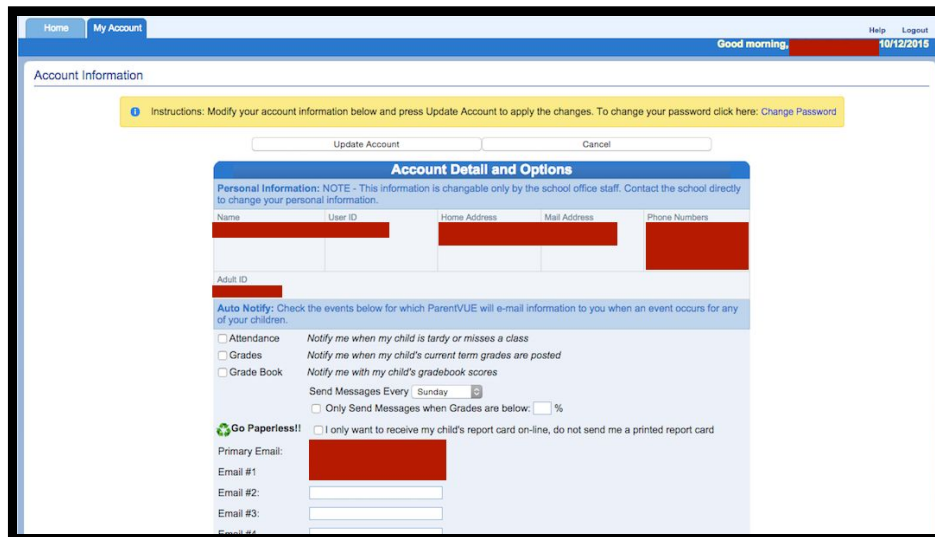 Home My Account
Help Logout
Good morning, 10/12/2015
Account Information
Instructions: Modify your account information below and press Update Account to apply the changes. To change your password click here: Change Password
Update Account Cancel
Account Detail and Options
Personal Information: NOTE - This information is changable only by the school office staff. Contact the school directly
to change your personal information.
Name User ID Home Address Mail Address Phone Numbers
Adult ID
Auto Notify: Check the events below for which ParentVUE will e-mail information to you when an event occurs for any
of your children.
Attendance Notify me when my child is tardy or misses a class
Grades Notify me when my child's current term grades are posted
Grade Book Notify me with my child's gradebook scores
Send Messages Every Sunday
Only Send Messages when Grades are below: %
Go Paperless!! I only want to receive my child's report card on-line, do not send me a printed report card
Primary Email:
Email #1
Email #2:
Email #3:
Email #4